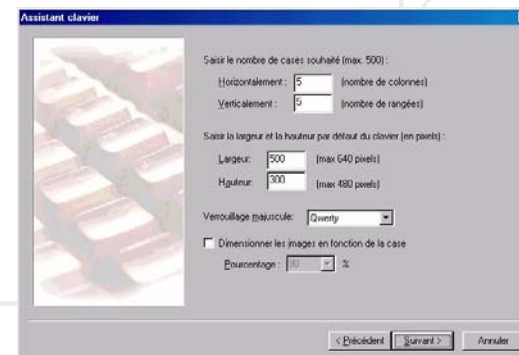 Assistant clavier
Saisir le nombre de cases souhaité (max. 500) :
Horizontalement : 5 (nombre de colonnes)
Verticalement : 5 (nombre de rangées)
Saisir la largeur et la hauteur par défaut du clavier (en pixels) :
Largeur: 500 (max 640 pixels)
Hauteur: 300 (max 480 pixels)
Verrouillage majuscule: Qwerty
Dimensionner les images en fonction de la case
Pourcentage : 90 %
< Précédent Suivant > Annuler